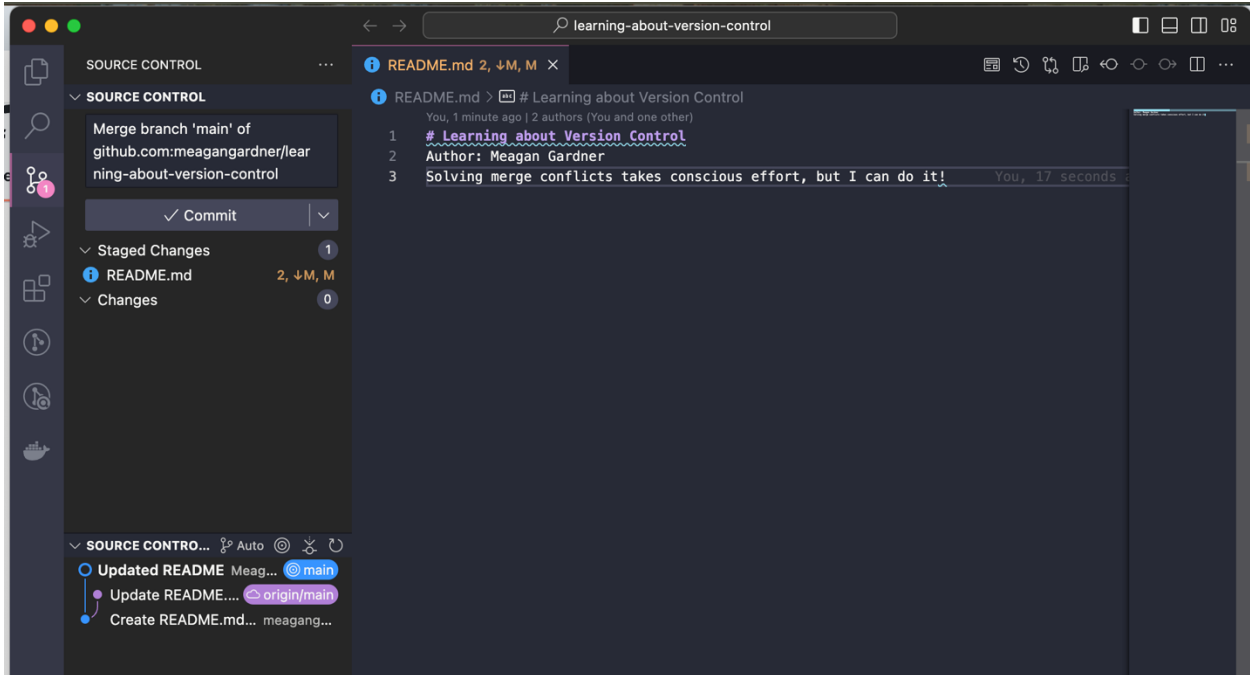 learning-about-version-control
SOURCE CONTROL ...
SOURCE CONTROL
Merge branch 'main' of
github.com:meagangardner/lear
ning-about-version-control
Commit
Staged Changes 1
README.md 2, ↓M, M
Changes 0
1
SOURCE CONTRO... Auto
Updated README Meag... main
Update README.... origin/main
Create README.md... meagang...
README.md 2, ↓M, M
README.md > # Learning about Version Control
You, 1 minute ago | 2 authors (You and one other)
1 # Learning about Version Control
2 Author: Meagan Gardner
3 Solving merge conflicts takes conscious effort, but I can do it! You, 17 seconds